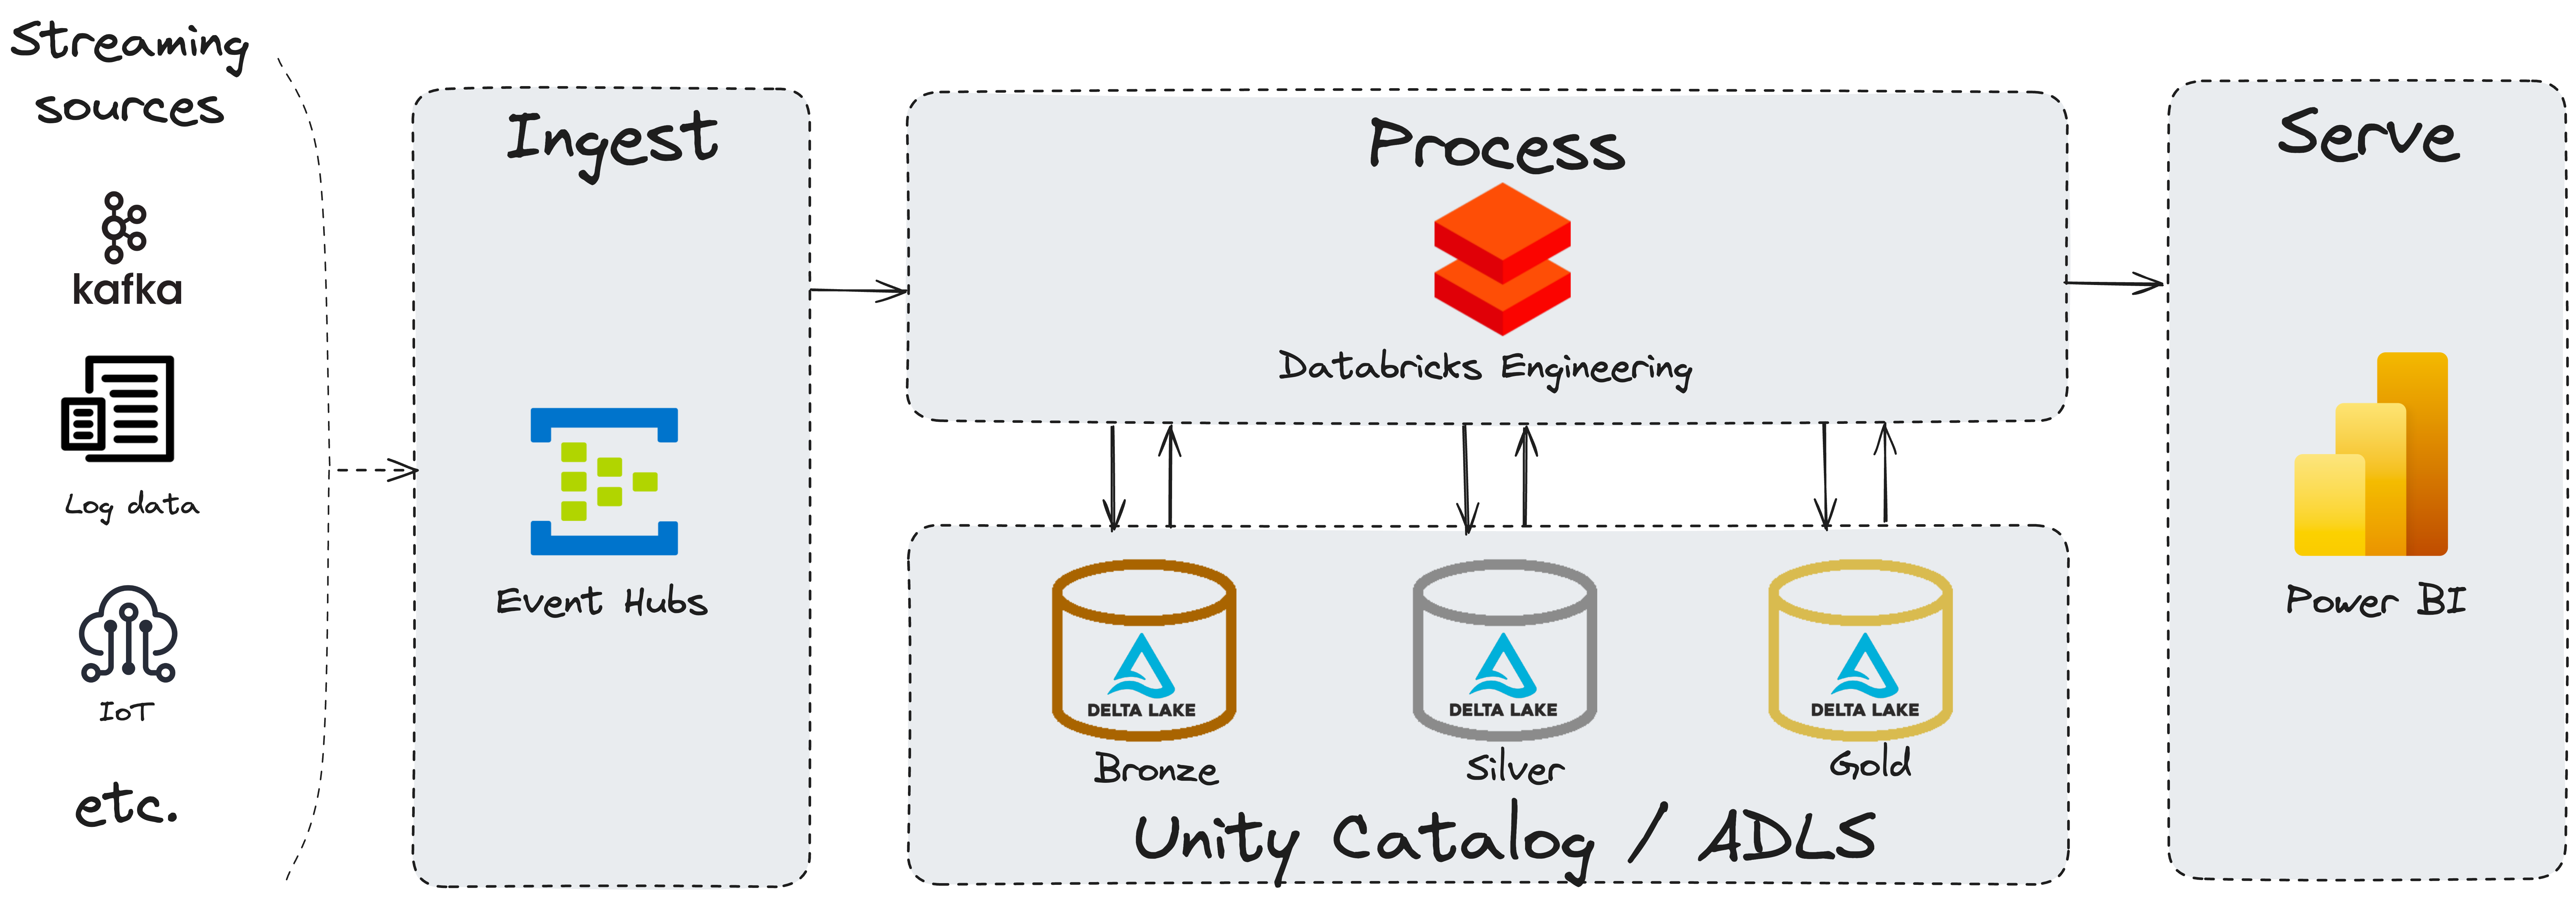 Streaming
sources
kafka
Log data
IoT
etc.
Ingest
Event Hubs
Process
Databricks Engineering
DELTA LAKE
Bronze
DELTA LAKE
Silver
DELTA LAKE
Gold
Unity Catalog / ADLS
Serve
Power BI